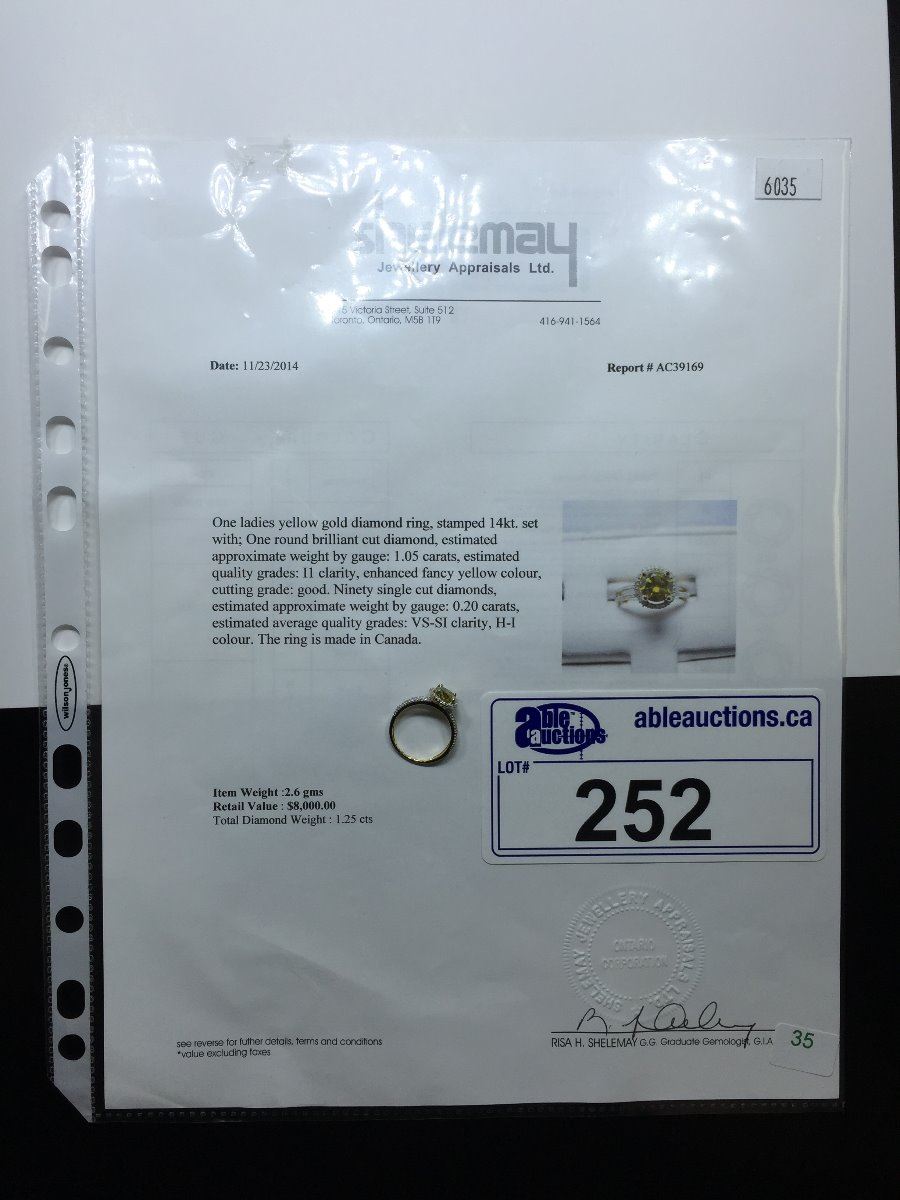 6035
shelemay
Jewellery Appraisals Ltd.
Victoria Street, Suite 512
Toronto, Ontario, M5B 1T9
416-941-1564
Date: 11/23/2014
Report # AC39169
One ladies yellow gold diamond ring, stamped 14kt. set
with; One round brilliant cut diamond, estimated
approximate weight by gauge: 1.05 carats, estimated
quality grades: I1 clarity, enhanced fancy yellow colour,
cutting grade: good. Ninety single cut diamonds,
estimated approximate weight by gauge: 0.20 carats,
estimated average quality grades: VS-SI clarity, H-I
colour. The ring is made in Canada.
wilson jones
able auctions
ableauctions.ca
LOT#
252
Item Weight :2.6 gms
Retail Value : $8,000.00
Total Diamond Weight : 1.25 cts
SHELEMAY JEWELLERY APPRAISALS LTD.
ONTARIO
CORPORATION
see reverse for futher details, terms and conditions
*value excluding taxes
RISA H. SHELEMAY G.G. Graduate Gemologist, G.I.A
35